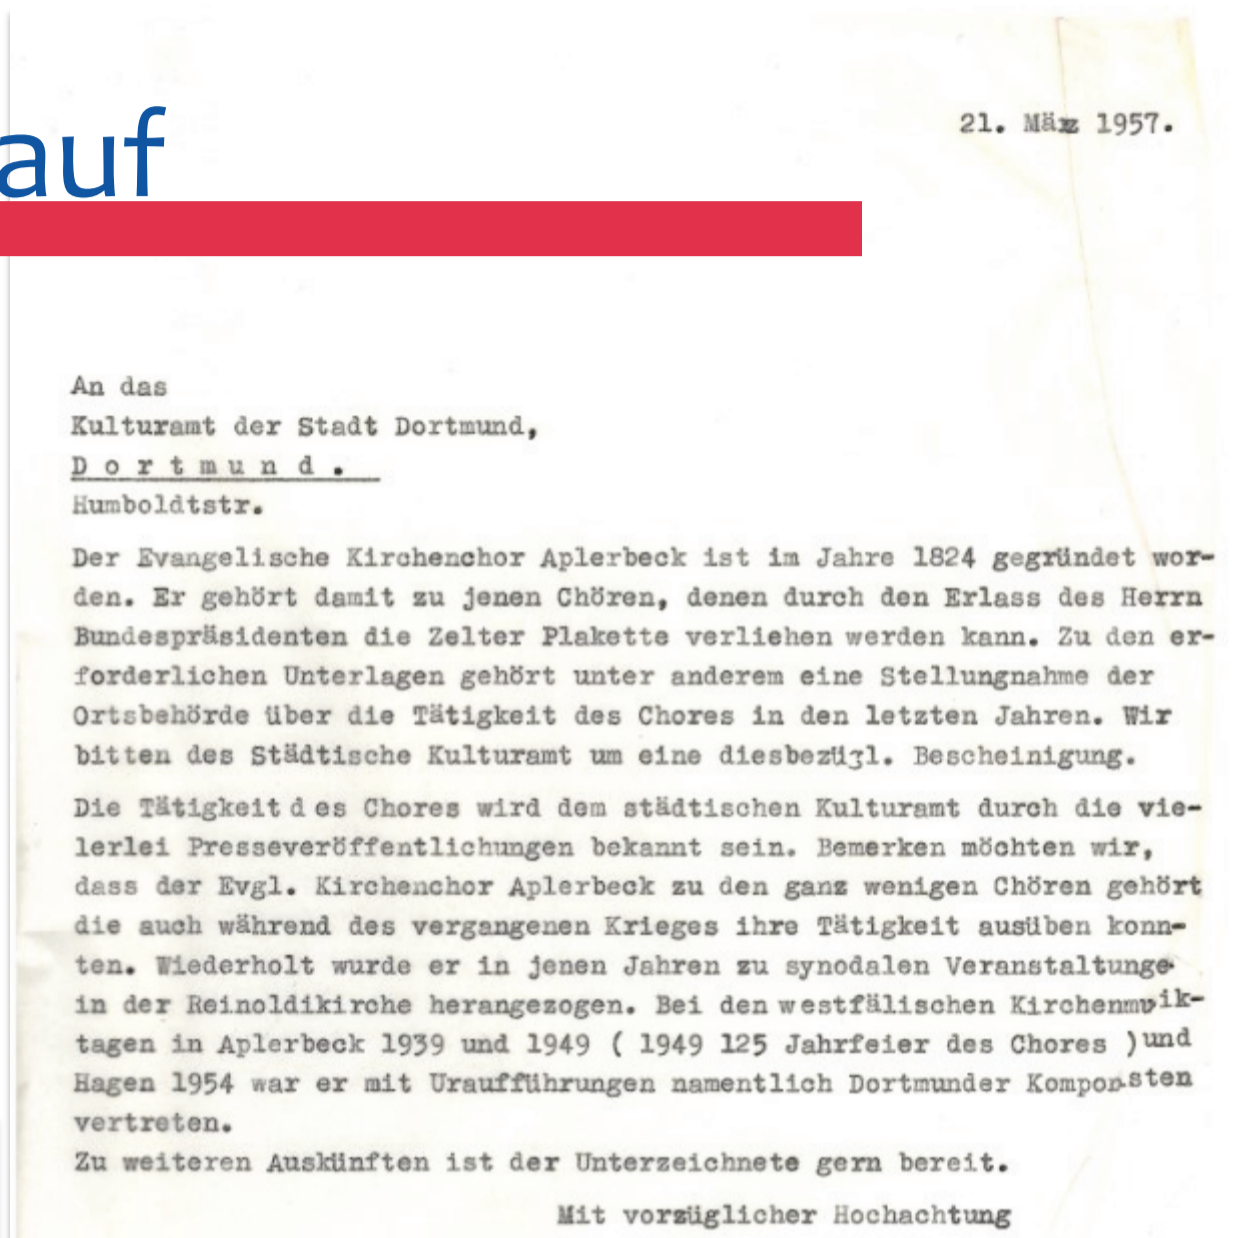 auf
21. März 1957.
An das
Kulturamt der Stadt Dortmund,
D o r t m u n d .
Humboldtstr.
Der Evangelische Kirchenchor Aplerbeck ist im Jahre 1824 gegründet wor-
den. Er gehört damit zu jenen Chören, denen durch den Erlass des Herrn
Bundespräsidenten die Zelter Plakette verliehen werden kann. Zu den er-
forderlichen Unterlagen gehört unter anderem eine Stellungnahme der
Ortsbehörde über die Tätigkeit des Chores in den letzten Jahren. Wir
bitten des Städtische Kulturamt um eine diesbezügl. Bescheinigung.
Die Tätigkeit d es Chores wird dem städtischen Kulturamt durch die vie-
lerlei Presseveröffentlichungen bekannt sein. Bemerken möchten wir,
dass der Evgl. Kirchenchor Aplerbeck zu den ganz wenigen Chören gehört
die auch während des vergangenen Krieges ihre Tätigkeit ausüben konn-
ten. Wiederholt wurde er in jenen Jahren zu synodalen Veranstaltunge
in der Reinoldikirche herangezogen. Bei den westfälischen Kirchenmuik-
tagen in Aplerbeck 1939 und 1949 ( 1949 125 Jahrfeier des Chores )und
Hagen 1954 war er mit Uraufführungen namentlich Dortmunder Komponsten
vertreten.
Zu weiteren Auskünften ist der Unterzeichnete gern bereit.
Mit vorzüglicher Hochachtung